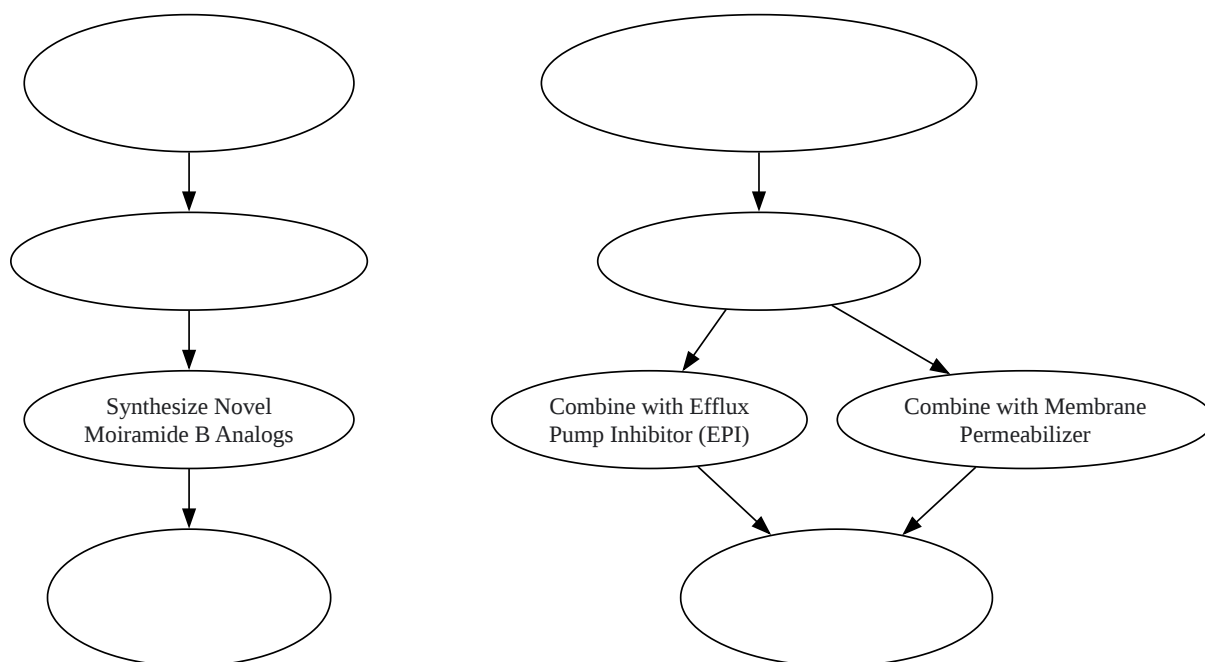 Synthesize Novel
Moiramide B Analogs
Combine with Efflux
Pump Inhibitor (EPI)
Combine with Membrane
Permeabilizer